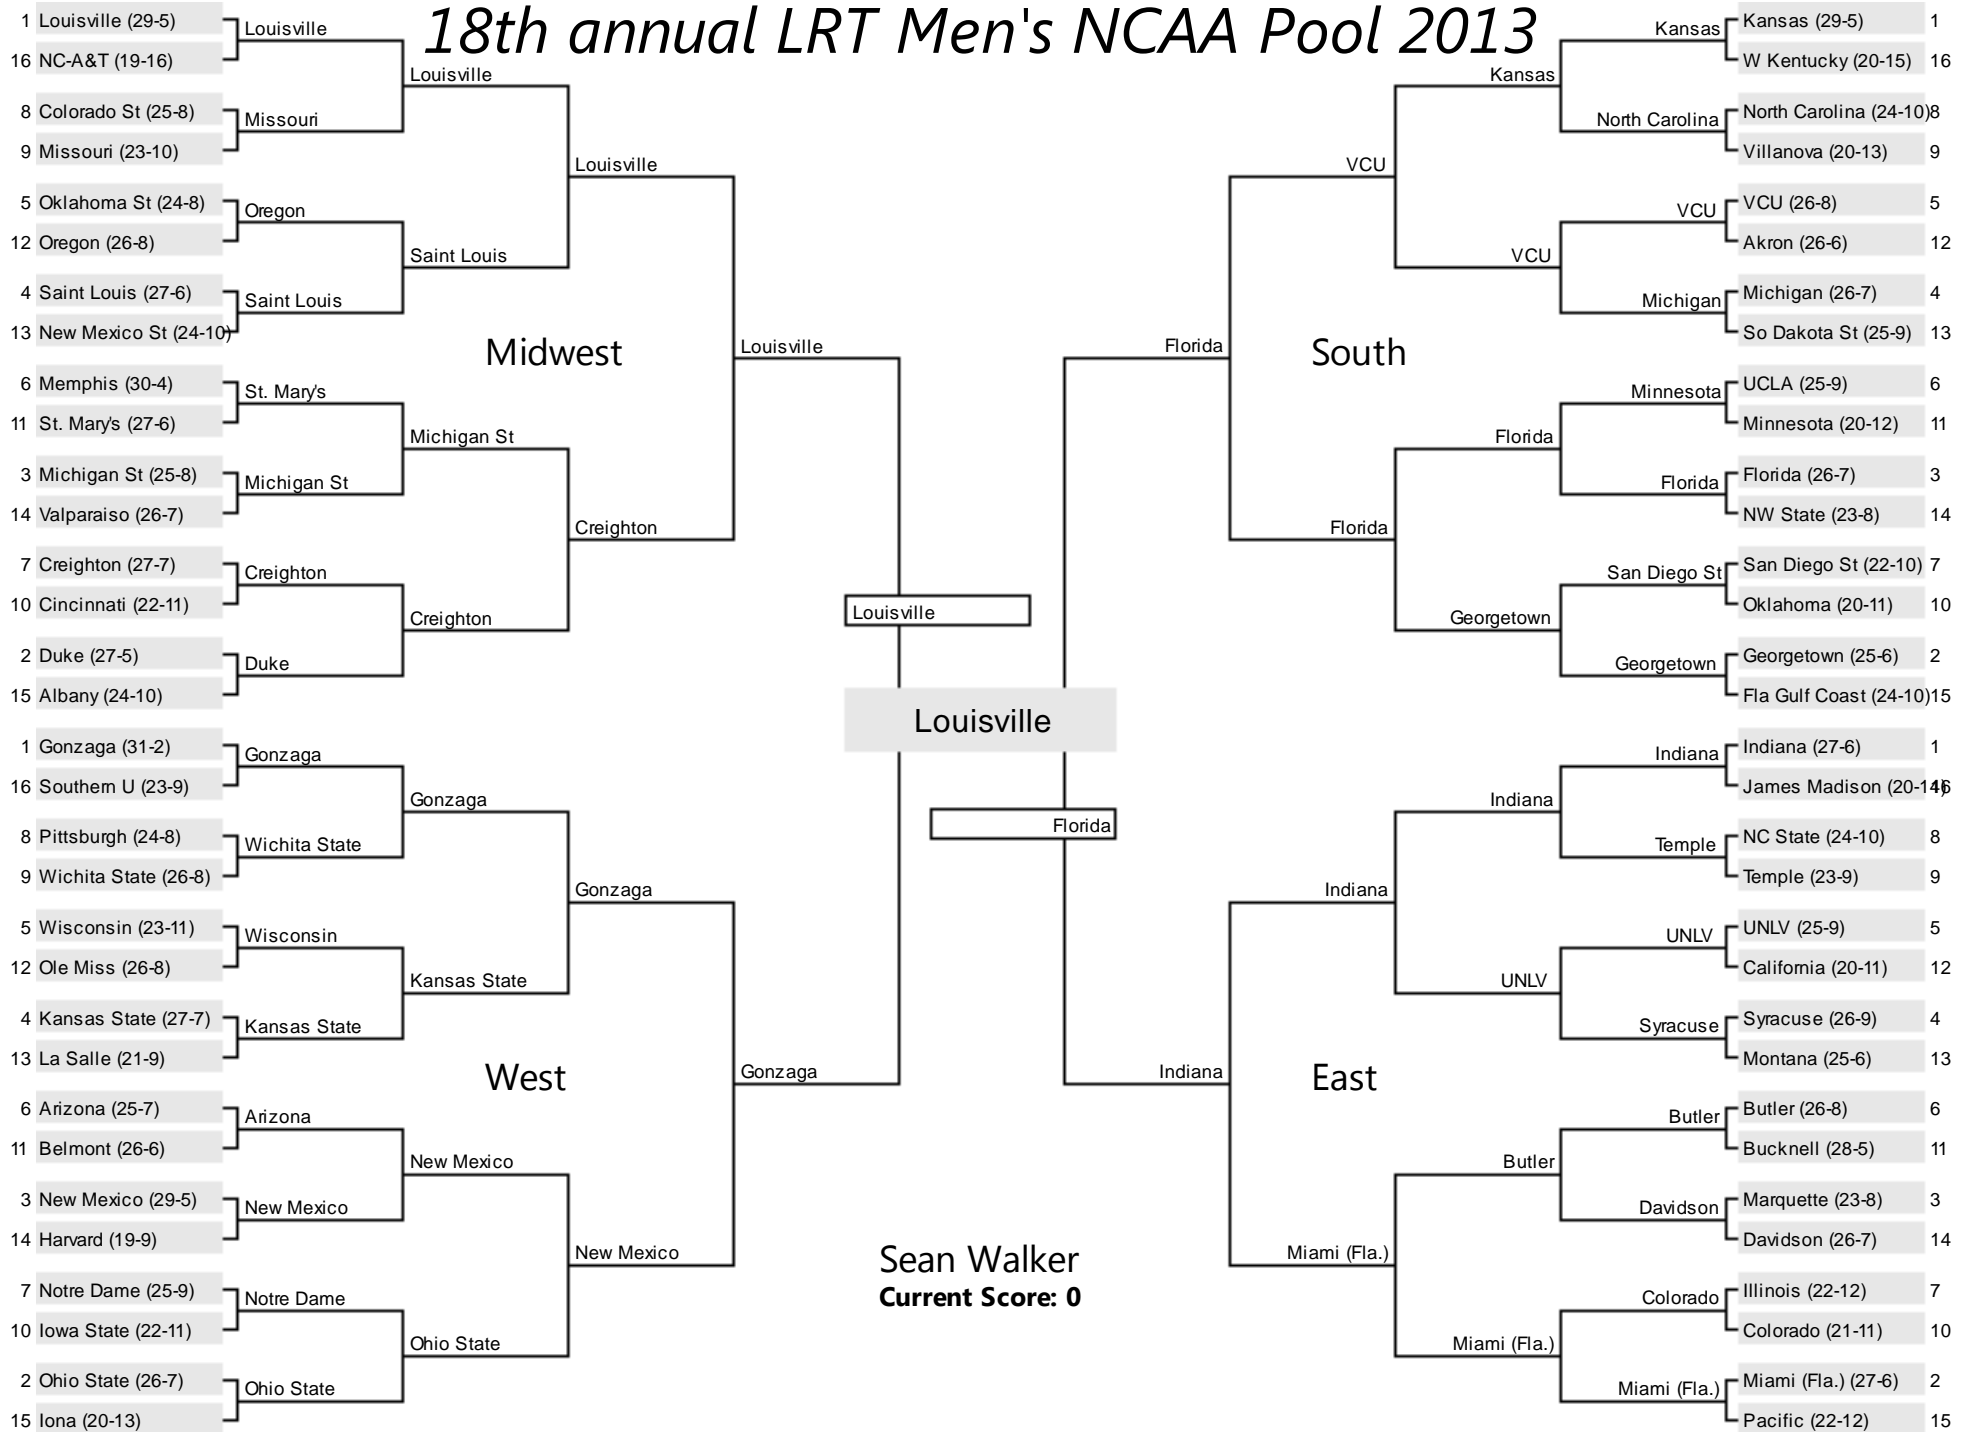 18th annual LRT Men's NCAA Pool 2013
1 Louisville (29-5)
16 NC-A&T (19-16)
8 Colorado St (25-8)
9 Missouri (23-10)
5 Oklahoma St (24-8)
12 Oregon (26-8)
4 Saint Louis (27-6)
13 New Mexico St (24-10)
6 Memphis (30-4)
11 St. Mary's (27-6)
3 Michigan St (25-8)
14 Valparaiso (26-7)
7 Creighton (27-7)
10 Cincinnati (22-11)
2 Duke (27-5)
15 Albany (24-10)
Louisville
Missouri
Oregon
Saint Louis
St. Mary's
Michigan St
Creighton
Duke
Louisville
Saint Louis
Michigan St
Creighton
Louisville
Creighton
Midwest
Louisville
1 Gonzaga (31-2)
16 Southern U (23-9)
8 Pittsburgh (24-8)
9 Wichita State (26-8)
5 Wisconsin (23-11)
12 Ole Miss (26-8)
4 Kansas State (27-7)
13 La Salle (21-9)
6 Arizona (25-7)
11 Belmont (26-6)
3 New Mexico (29-5)
14 Harvard (19-9)
7 Notre Dame (25-9)
10 Iowa State (22-11)
2 Ohio State (26-7)
15 Iona (20-13)
Gonzaga
Wichita State
Wisconsin
Kansas State
Arizona
New Mexico
Notre Dame
Ohio State
Gonzaga
Kansas State
New Mexico
Ohio State
Gonzaga
New Mexico
West
Gonzaga
Louisville
Louisville
Florida
Sean Walker
Current Score: 0
Kansas (29-5) 1
W Kentucky (20-15) 16
North Carolina (24-10) 8
Villanova (20-13) 9
VCU (26-8) 5
Akron (26-6) 12
Michigan (26-7) 4
So Dakota St (25-9) 13
UCLA (25-9) 6
Minnesota (20-12) 11
Florida (26-7) 3
NW State (23-8) 14
San Diego St (22-10) 7
Oklahoma (20-11) 10
Georgetown (25-6) 2
Fla Gulf Coast (24-10) 15
Kansas
North Carolina
VCU
Michigan
Minnesota
Florida
San Diego St
Georgetown
Kansas
VCU
Florida
Georgetown
VCU
Florida
South
Florida
Indiana (27-6) 1
James Madison (20-14) 16
NC State (24-10) 8
Temple (23-9) 9
UNLV (25-9) 5
California (20-11) 12
Syracuse (26-9) 4
Montana (25-6) 13
Butler (26-8) 6
Bucknell (28-5) 11
Marquette (23-8) 3
Davidson (26-7) 14
Illinois (22-12) 7
Colorado (21-11) 10
Miami (Fla.) (27-6) 2
Pacific (22-12) 15
Indiana
Temple
UNLV
Syracuse
Butler
Davidson
Colorado
Miami (Fla.)
Indiana
UNLV
Butler
Miami (Fla.)
Indiana
Miami (Fla.)
East
Indiana